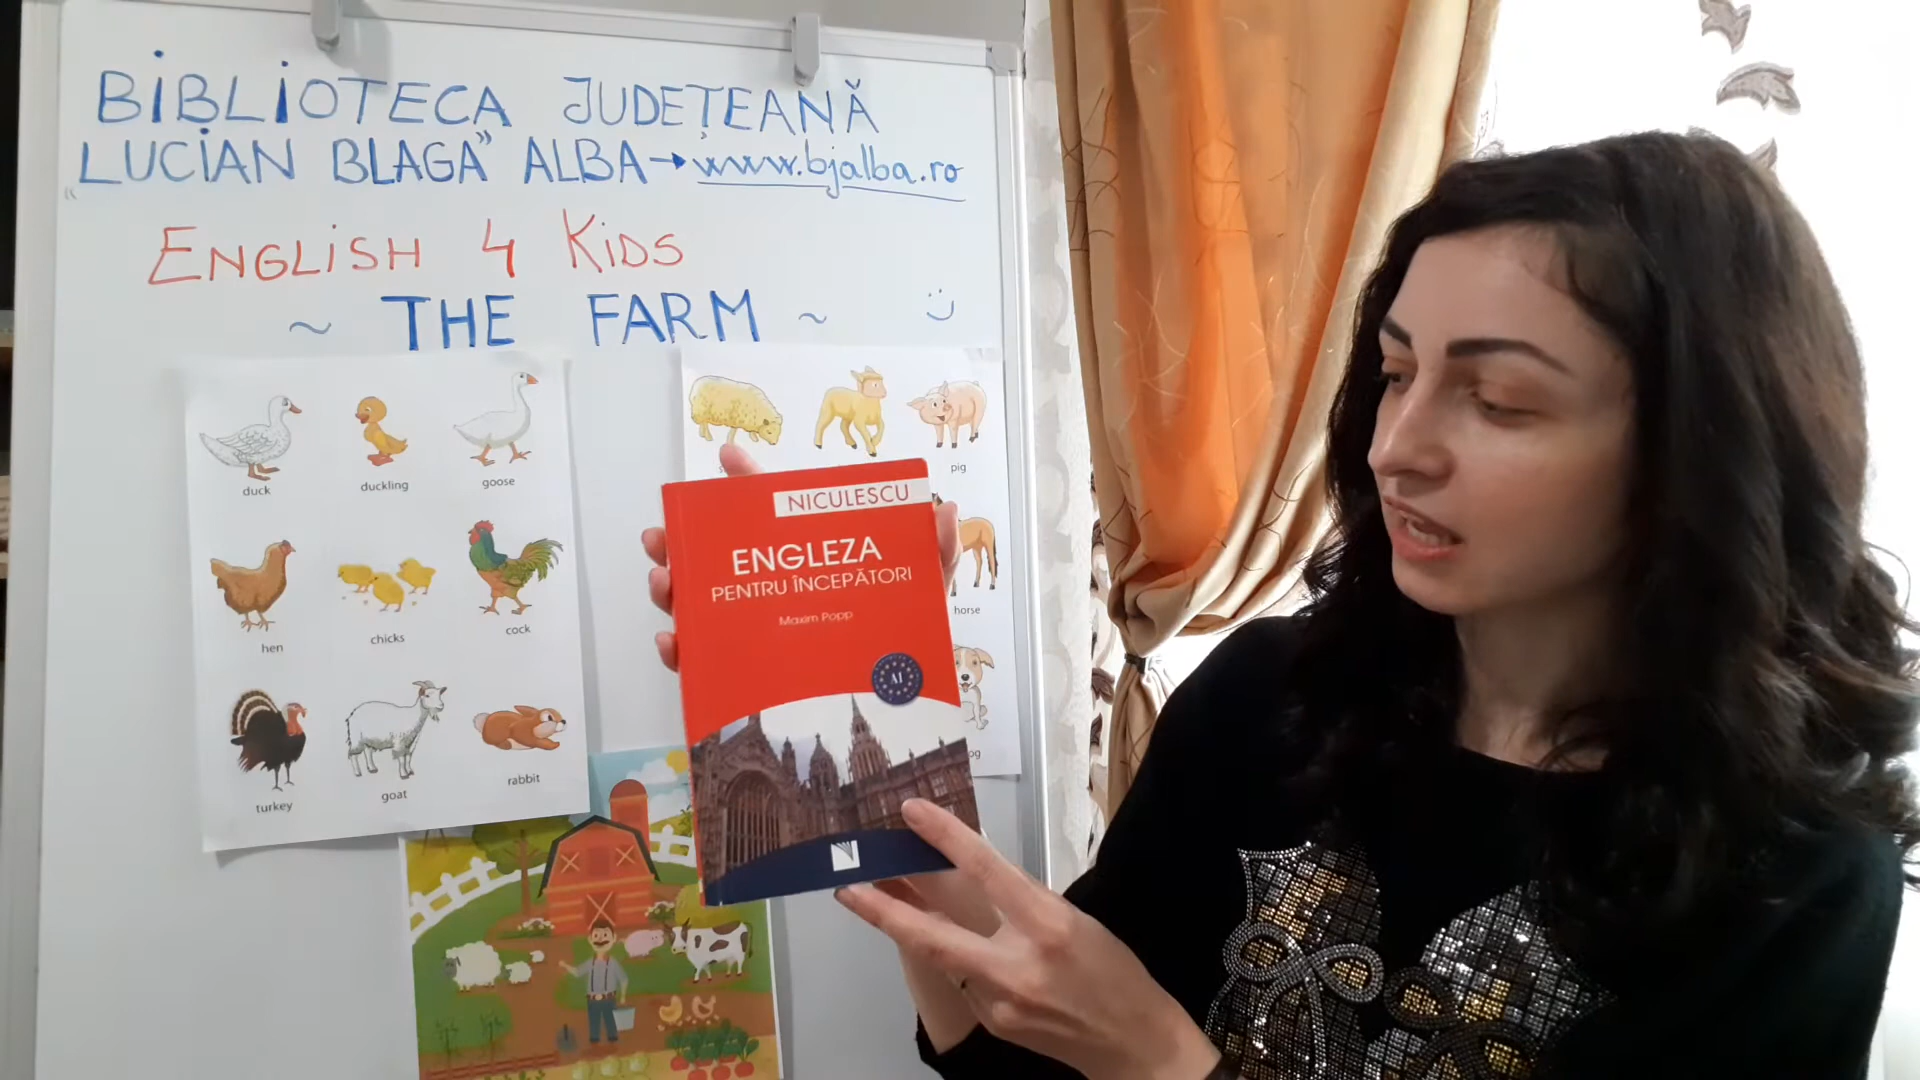 BIBLIOTECA JUDEȚEANĂ
„LUCIAN BLAGA” ALBA→www.bjalba.ro
ENGLISH 4 KIDS
~ THE FARM ~
duck duckling goose
hen chicks cock
turkey goat rabbit
pig
horse
NICULESCU
ENGLEZA
PENTRU ÎNCEPĂTORI
Maxim Popp
A1